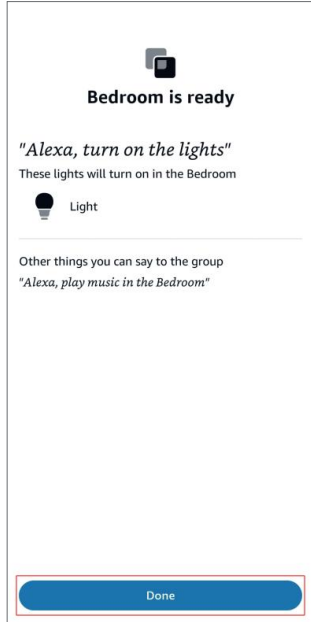 Bedroom is ready
"Alexa, turn on the lights"
These lights will turn on in the Bedroom
Light
Other things you can say to the group
"Alexa, play music in the Bedroom"
Done